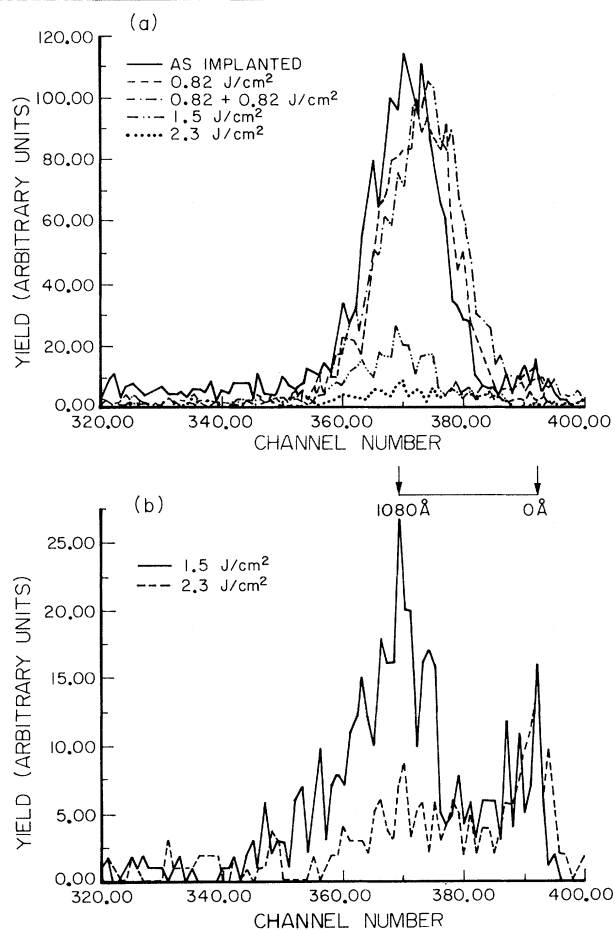 (a)
120.00
100.00
80.00
60.00
40.00
20.00
0.00
YIELD (ARBITRARY UNITS)
AS IMPLANTED
0.82 J/cm²
0.82 + 0.82 J/cm²
1.5 J/cm²
2.3 J/cm²
320.00 340.00 360.00 380.00 400.00
CHANNEL NUMBER
(b)
1080Å 0Å
25.00
20.00
15.00
10.00
5.00
0.00
YIELD (ARBITRARY UNITS)
1.5 J/cm²
2.3 J/cm²
320.00 340.00 360.00 380.00 400.00
CHANNEL NUMBER